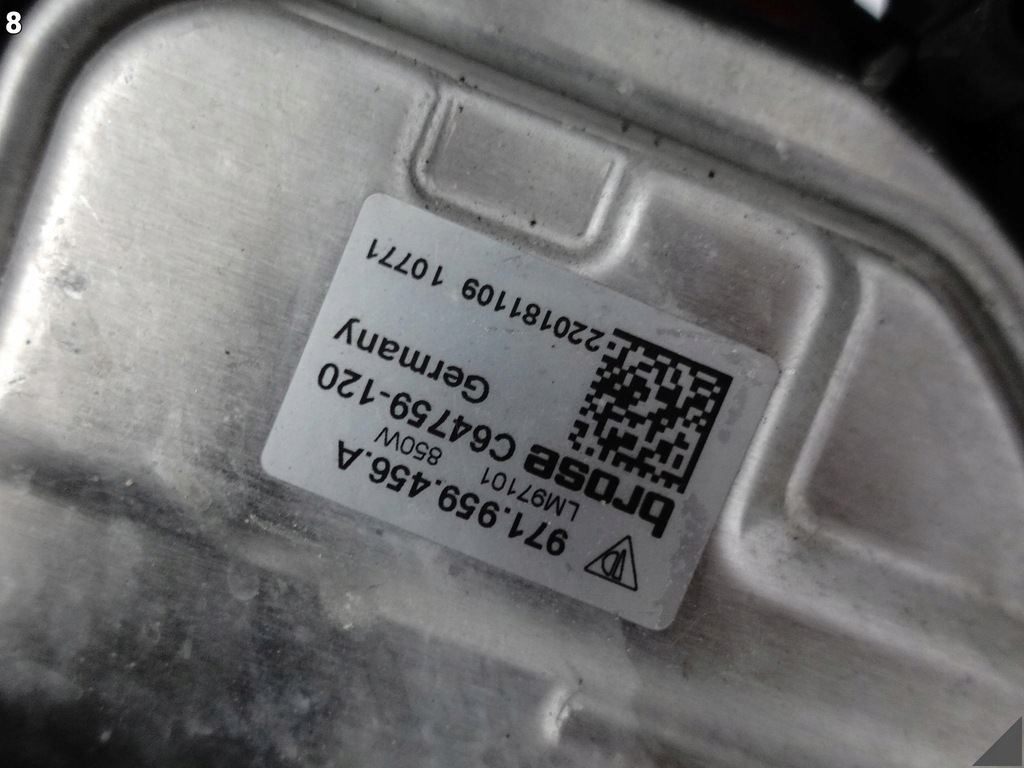 8
971.959.456.A
LM97101 850W
brose C64759-120
Germany
220181109 10771